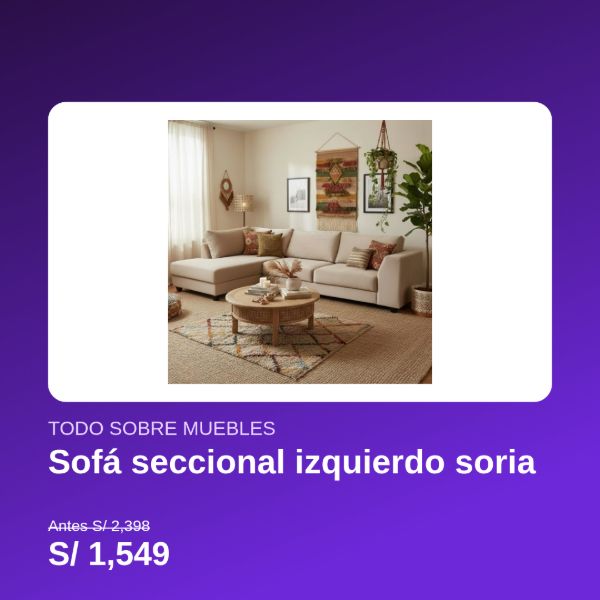 TODO SOBRE MUEBLES
Sofá seccional izquierdo soria
Antes S/ 2,398
S/ 1,549